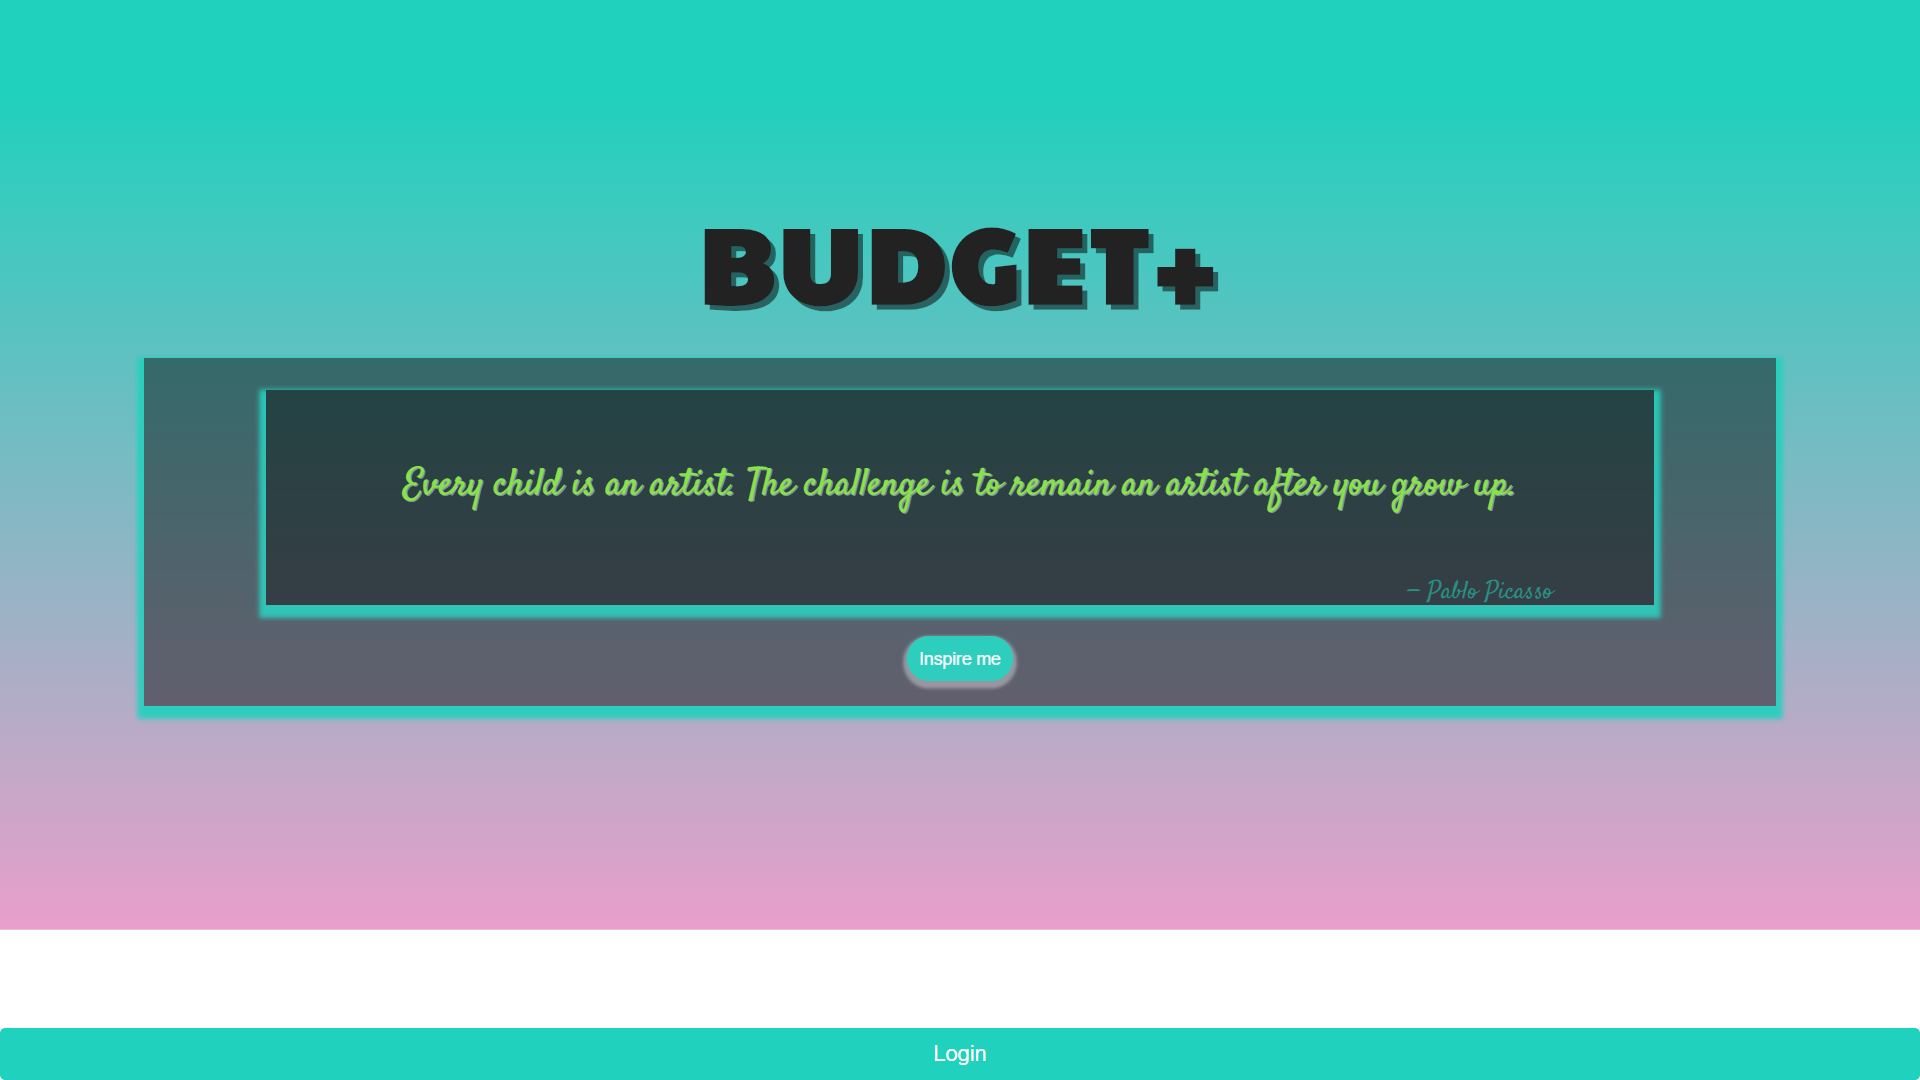 BUDGET+
Every child is an artist. The challenge is to remain an artist after you grow up.
– Pablo Picasso
Inspire me
Login